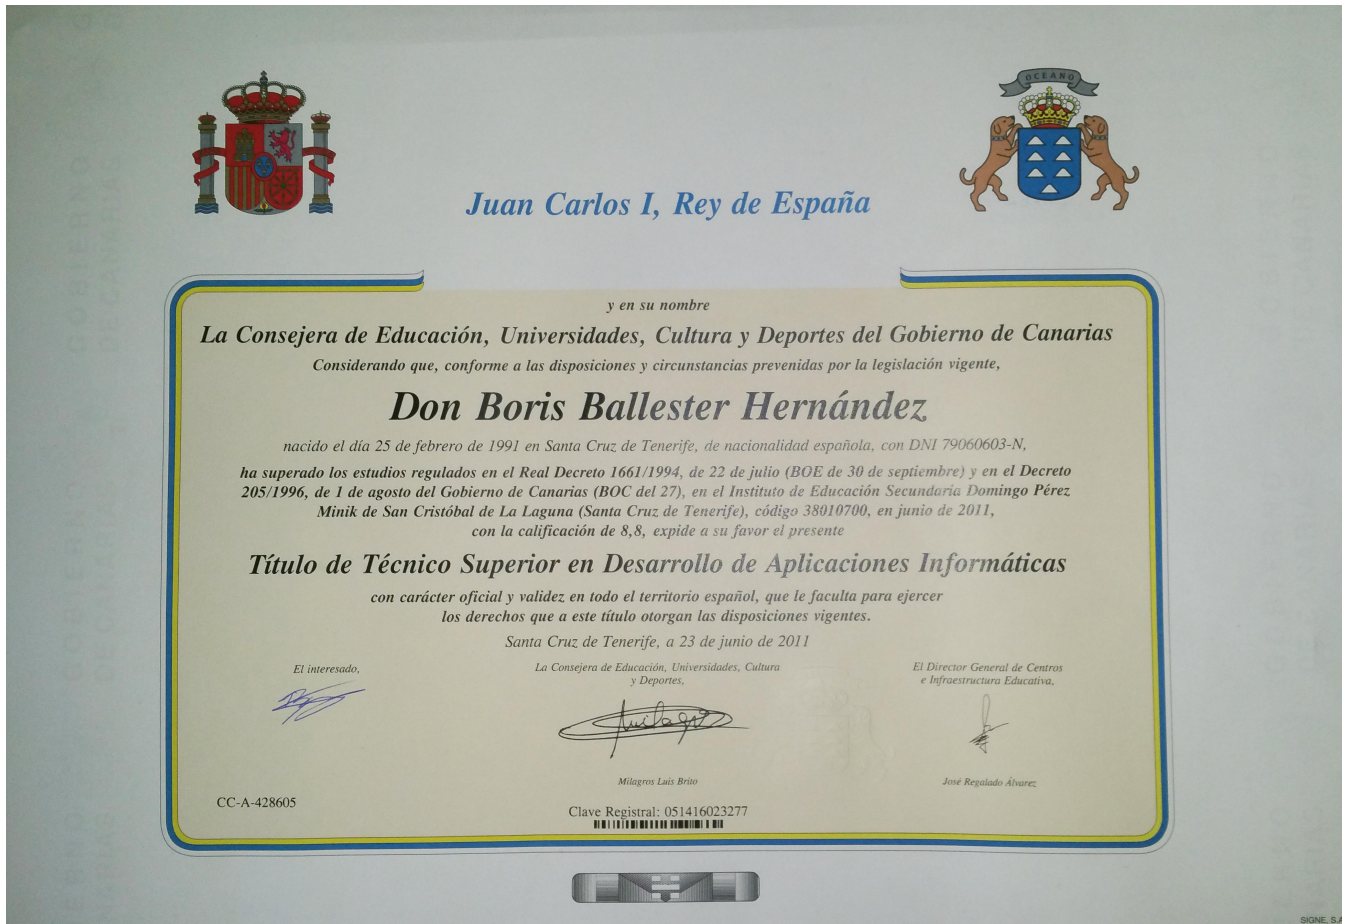 OCEANO
Juan Carlos I, Rey de España
y en su nombre
La Consejera de Educación, Universidades, Cultura y Deportes del Gobierno de Canarias
Considerando que, conforme a las disposiciones y circunstancias prevenidas por la legislación vigente,
Don Boris Ballester Hernández
nacido el día 25 de febrero de 1991 en Santa Cruz de Tenerife, de nacionalidad española, con DNI 79060603-N,
ha superado los estudios regulados en el Real Decreto 1661/1994, de 22 de julio (BOE de 30 de septiembre) y en el Decreto
205/1996, de 1 de agosto del Gobierno de Canarias (BOC del 27), en el Instituto de Educación Secundaria Domingo Pérez
Minik de San Cristóbal de La Laguna (Santa Cruz de Tenerife), código 38010700, en junio de 2011,
con la calificación de 8,8, expide a su favor el presente
Título de Técnico Superior en Desarrollo de Aplicaciones Informáticas
con carácter oficial y validez en todo el territorio español, que le faculta para ejercer
los derechos que a este título otorgan las disposiciones vigentes.
Santa Cruz de Tenerife, a 23 de junio de 2011
El interesado,
La Consejera de Educación, Universidades, Cultura
y Deportes,
El Director General de Centros
e Infraestructura Educativa,
Milagros Luis Brito
José Regalado Álvarez
CC-A-428605
Clave Registral: 051416023277
SIGNE, S.A